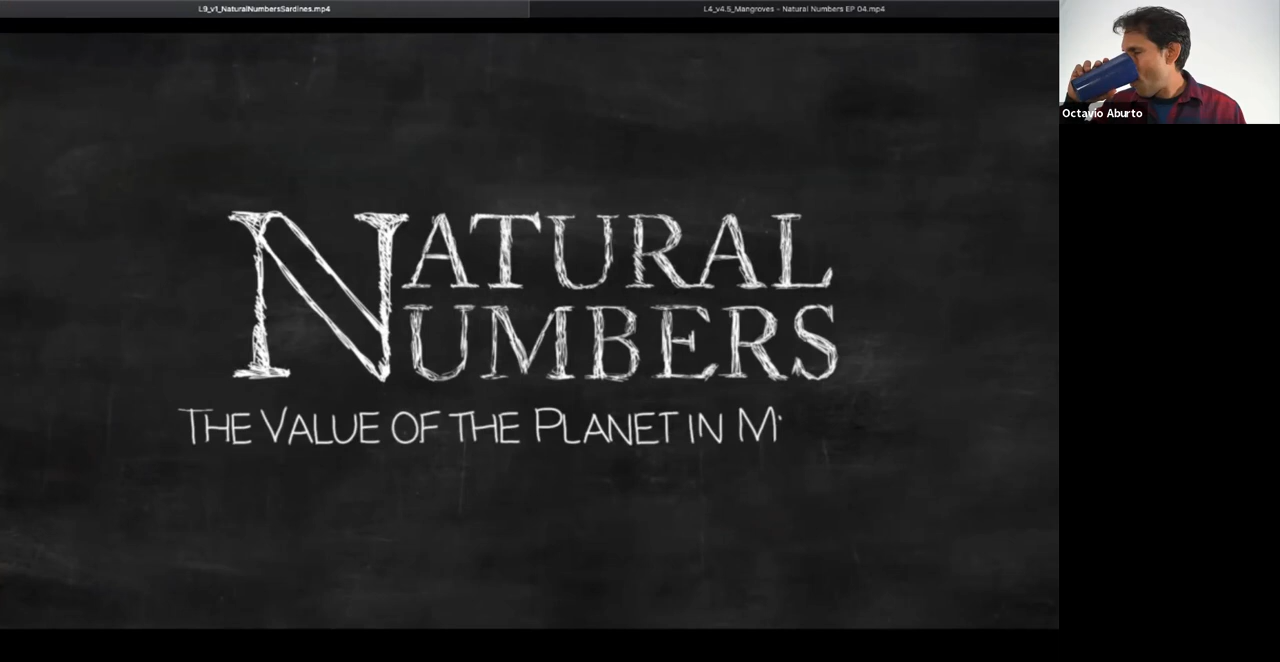 L9_v1_NaturalNumbersSardines.mp4
L4_v4.5_Mangroves - Natural Numbers EP 04.mp4
Octavio Aburto
NATURAL
NUMBERS
THE VALUE OF THE PLANET IN M